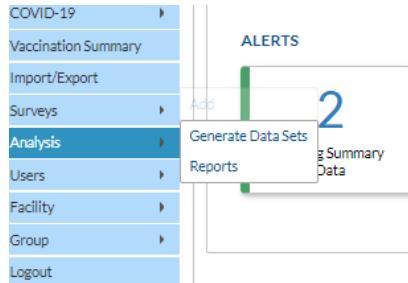 COVID-19
Vaccination Summary
Import/Export
Surveys
Analysis
Users
Facility
Group
Logout
Add
Generate Data Sets
Reports
ALERTS
2
g Summary
Data